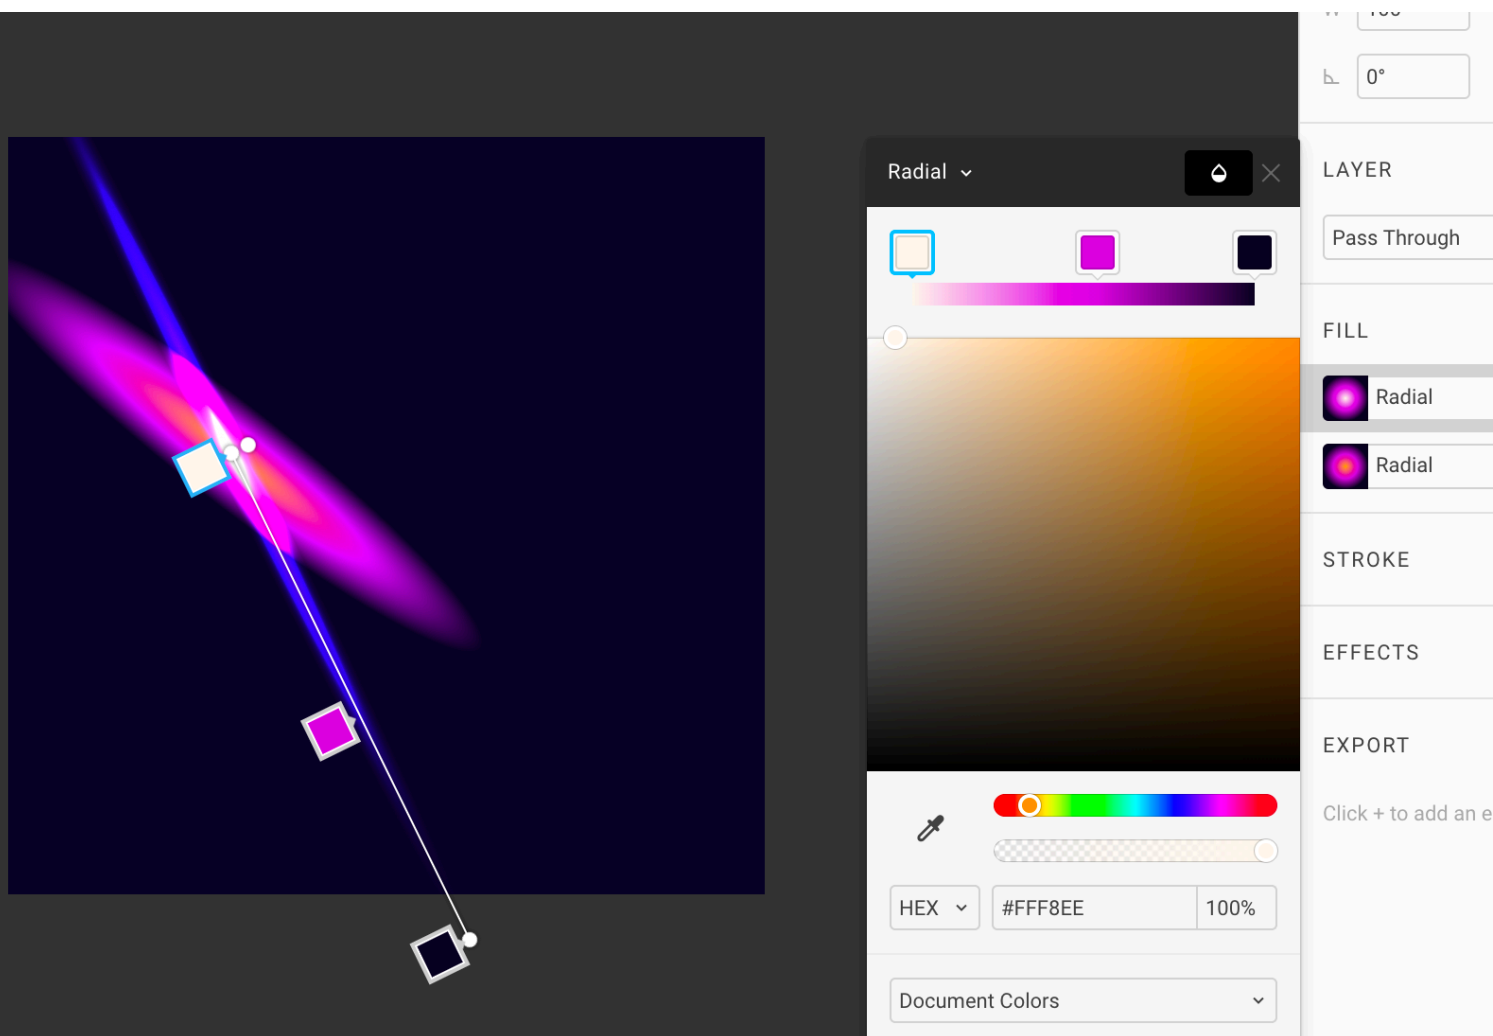 0°
Radial
LAYER
Pass Through
FILL
Radial
Radial
STROKE
EFFECTS
EXPORT
Click + to add an e
HEX
#FFF8EE
100%
Document Colors